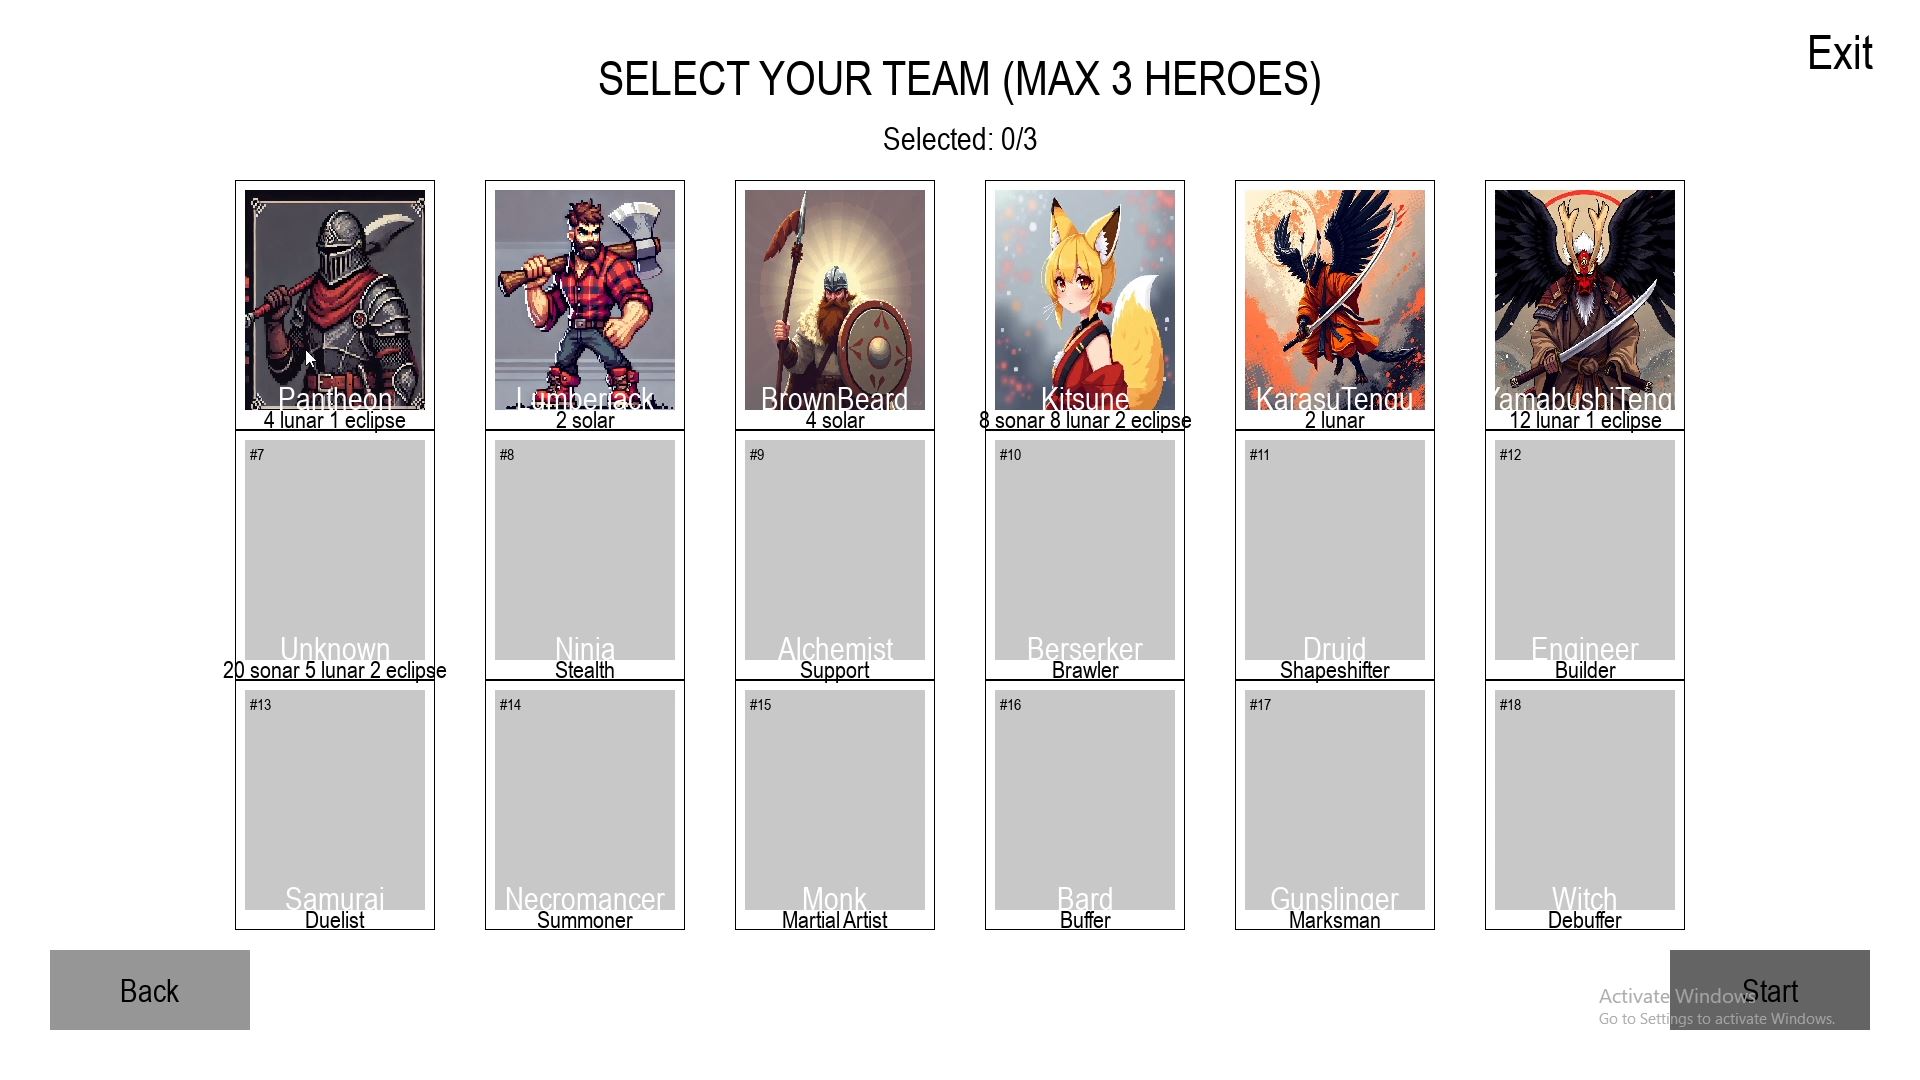 Exit
SELECT YOUR TEAM (MAX 3 HEROES)
Selected: 0/3
Pantheon
4 lunar 1 eclipse
Lumberjack
2 solar
BrownBeard
4 solar
Kitsune
8 sonar 8 lunar 2 eclipse
KarasuTengu
2 lunar
YamabushiTeng
12 lunar 1 eclipse
#7
Unknown
20 sonar 5 lunar 2 eclipse
#8
Ninja
Stealth
#9
Alchemist
Support
#10
Berserker
Brawler
#11
Druid
Shapeshifter
#12
Engineer
Builder
#13
Samurai
Duelist
#14
Necromancer
Summoner
#15
Monk
Martial Artist
#16
Bard
Buffer
#17
Gunslinger
Marksman
#18
Witch
Debuffer
Back
Start
Activate Windows
Go to Settings to activate Windows.